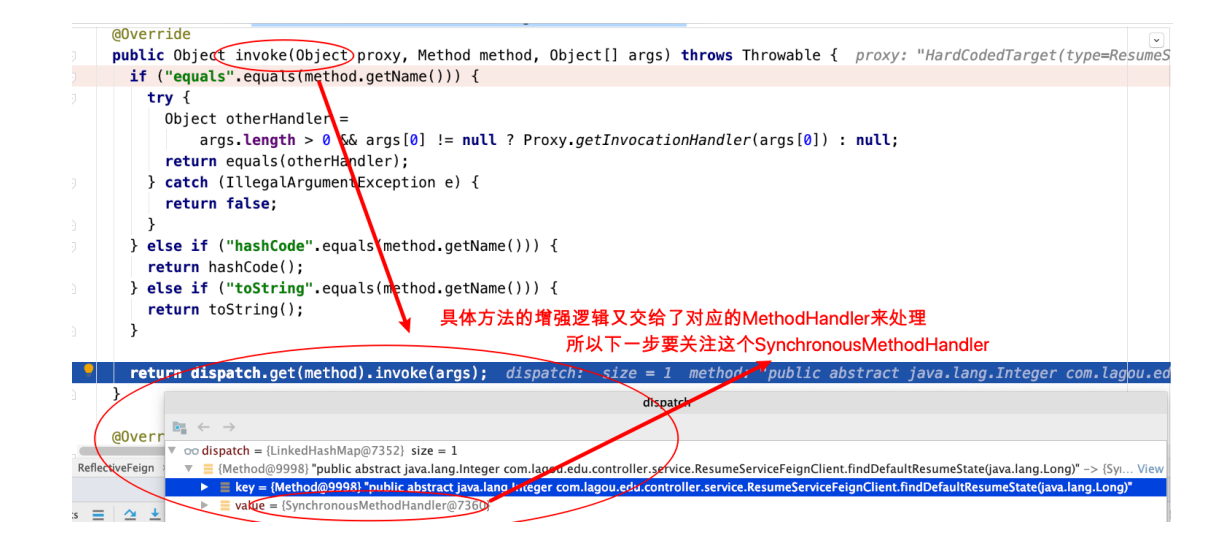 @Override
public Object invoke(Object proxy, Method method, Object[] args) throws Throwable { proxy: "HardCodedTarget(type=ResumeS
if ("equals".equals(method.getName())) {
try {
Object otherHandler =
args.length > 0 && args[0] != null ? Proxy.getInvocationHandler(args[0]) : null;
return equals(otherHandler);
} catch (IllegalArgumentException e) {
return false;
}
} else if ("hashCode".equals(method.getName())) {
return hashCode();
} else if ("toString".equals(method.getName())) {
return toString();
}
具体方法的增强逻辑又交给了对应的MethodHandler来处理
所以下一步要关注这个SynchronousMethodHandler
return dispatch.get(method).invoke(args); dispatch: size = 1 method: "public abstract java.lang.Integer com.lagou.ed
}
dispatch
@Overr
dispatch = {LinkedHashMap@7352} size = 1
ReflectiveFeign
{Method@9998} "public abstract java.lang.Integer com.lagou.edu.controller.service.ResumeServiceFeignClient.findDefaultResumeState(java.lang.Long)" -> {Syı... View
key = {Method@9998} "public abstract java.lang.Integer com.lagou.edu.controller.service.ResumeServiceFeignClient.findDefaultResumeState(java.lang.Long)"
value = {SynchronousMethodHandler@7360}